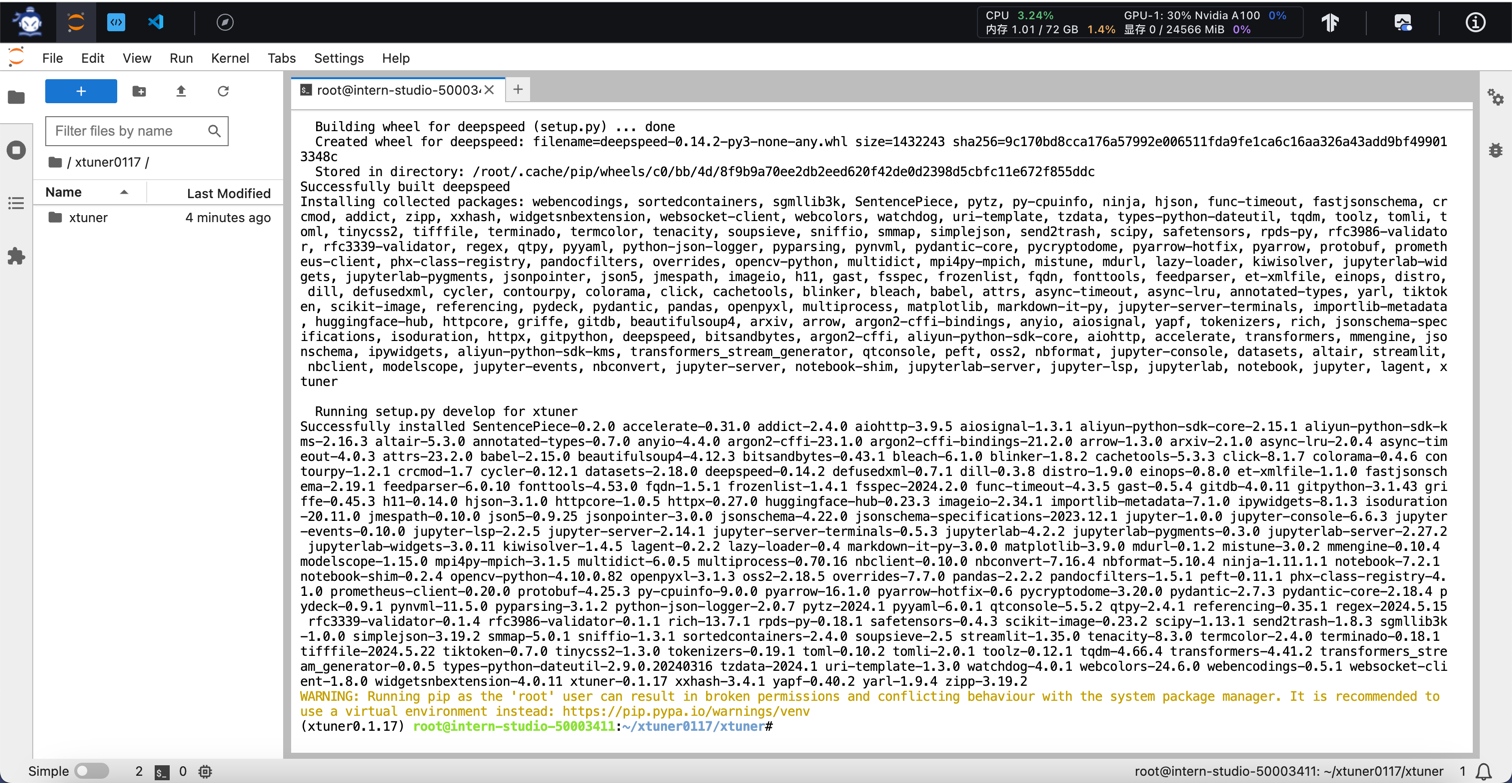 CPU 3.24% GPU-1: 30% Nvidia A100 0%
内存 1.01 / 72 GB 1.4% 显存 0 / 24566 MiB 0%
File Edit View Run Kernel Tabs Settings Help
root@intern-studio-50003
Filter files by name
/ xtuner0117 /
Name Last Modified
xtuner 4 minutes ago
Building wheel for deepspeed (setup.py) ... done
Created wheel for deepspeed: filename=deepspeed-0.14.2-py3-none-any.whl size=1432243 sha256=9c170bd8cca176a57992e006511fda9fe1ca6c16aa326a43add9bf49901
3348c
Stored in directory: /root/.cache/pip/wheels/c0/bb/4d/8f9b9a70ee2db2eed620f42de0d2398d5cbfc11e672f855ddc
Successfully built deepspeed
Installing collected packages: webencodings, sortedcontainers, sgmllib3k, SentencePiece, pytz, py-cpuinfo, ninja, hjson, func-timeout, fastjsonschema, cr
cmod, addict, zipp, xxhash, widgetsnbextension, websocket-client, webcolors, watchdog, uri-template, tzdata, types-python-dateutil, tqdm, toolz, tomli, t
oml, tinycss2, tifffile, terminado, termcolor, tenacity, soupsieve, sniffio, smmap, simplejson, send2trash, scipy, safetensors, rpds-py, rfc3986-validato
r, rfc3339-validator, regex, qtpy, pyyaml, python-json-logger, pyparsing, pynvml, pydantic-core, pycryptodome, pyarrow-hotfix, pyarrow, protobuf, prometh
eus-client, phx-class-registry, pandocfilters, overrides, opencv-python, multidict, mpi4py-mpich, mistune, mdurl, lazy-loader, kiwisolver, jupyterlab-wid
gets, jupyterlab-pygments, jsonpointer, json5, jmespath, imageio, h11, gast, fsspec, frozenlist, fqdn, fonttools, feedparser, et-xmlfile, einops, distro,
dill, defusedxml, cycler, contourpy, colorama, click, cachetools, blinker, bleach, babel, attrs, async-timeout, async-lru, annotated-types, yarl, tiktok
en, scikit-image, referencing, pydeck, pydantic, pandas, openpyxl, multiprocess, matplotlib, markdown-it-py, jupyter-server-terminals, importlib-metadata
, huggingface-hub, httpcore, griffe, gitdb, beautifulsoup4, arxiv, arrow, argon2-cffi-bindings, anyio, aiosignal, yapf, tokenizers, rich, jsonschema-spec
ifications, isoduration, httpx, gitpython, deepspeed, bitsandbytes, argon2-cffi, aliyun-python-sdk-core, aiohttp, accelerate, transformers, mmengine, jso
nschema, ipywidgets, aliyun-python-sdk-kms, transformers_stream_generator, qtconsole, peft, oss2, nbformat, jupyter-console, datasets, altair, streamlit,
nbclient, modelscope, jupyter-events, nbconvert, jupyter-server, notebook-shim, jupyterlab-server, jupyter-lsp, jupyterlab, notebook, jupyter, lagent, x
tuner
Running setup.py develop for xtuner
Successfully installed SentencePiece-0.2.0 accelerate-0.31.0 addict-2.4.0 aiohttp-3.9.5 aiosignal-1.3.1 aliyun-python-sdk-core-2.15.1 aliyun-python-sdk-k
ms-2.16.3 altair-5.3.0 annotated-types-0.7.0 anyio-4.4.0 argon2-cffi-23.1.0 argon2-cffi-bindings-21.2.0 arrow-1.3.0 arxiv-2.1.0 async-lru-2.0.4 async-tim
eout-4.0.3 attrs-23.2.0 babel-2.15.0 beautifulsoup4-4.12.3 bitsandbytes-0.43.1 bleach-6.1.0 blinker-1.8.2 cachetools-5.3.3 click-8.1.7 colorama-0.4.6 con
tourpy-1.2.1 crcmod-1.7 cycler-0.12.1 datasets-2.18.0 deepspeed-0.14.2 defusedxml-0.7.1 dill-0.3.8 distro-1.9.0 einops-0.8.0 et-xmlfile-1.1.0 fastjsonsch
ema-2.19.1 feedparser-6.0.10 fonttools-4.53.0 fqdn-1.5.1 frozenlist-1.4.1 fsspec-2024.2.0 func-timeout-4.3.5 gast-0.5.4 gitdb-4.0.11 gitpython-3.1.43 gri
ffe-0.45.3 h11-0.14.0 hjson-3.1.0 httpcore-1.0.5 httpx-0.27.0 huggingface-hub-0.23.3 imageio-2.34.1 importlib-metadata-7.1.0 ipywidgets-8.1.3 isoduration
-20.11.0 jmespath-0.10.0 json5-0.9.25 jsonpointer-3.0.0 jsonschema-4.22.0 jsonschema-specifications-2023.12.1 jupyter-1.0.0 jupyter-console-6.6.3 jupyter
-events-0.10.0 jupyter-lsp-2.2.5 jupyter-server-2.14.1 jupyter-server-terminals-0.5.3 jupyterlab-4.2.2 jupyterlab-pygments-0.3.0 jupyterlab-server-2.27.2
jupyterlab-widgets-3.0.11 kiwisolver-1.4.5 lagent-0.2.2 lazy-loader-0.4 markdown-it-py-3.0.0 matplotlib-3.9.0 mdurl-0.1.2 mistune-3.0.2 mmengine-0.10.4
modelscope-1.15.0 mpi4py-mpich-3.1.5 multidict-6.0.5 multiprocess-0.70.16 nbclient-0.10.0 nbconvert-7.16.4 nbformat-5.10.4 ninja-1.11.1.1 notebook-7.2.1
notebook-shim-0.2.4 opencv-python-4.10.0.82 openpyxl-3.1.3 oss2-2.18.5 overrides-7.7.0 pandas-2.2.2 pandocfilters-1.5.1 peft-0.11.1 phx-class-registry-4.
1.0 prometheus-client-0.20.0 protobuf-4.25.3 py-cpuinfo-9.0.0 pyarrow-16.1.0 pyarrow-hotfix-0.6 pycryptodome-3.20.0 pydantic-2.7.3 pydantic-core-2.18.4 p
ydeck-0.9.1 pynvml-11.5.0 pyparsing-3.1.2 python-json-logger-2.0.7 pytz-2024.1 pyyaml-6.0.1 qtconsole-5.5.2 qtpy-2.4.1 referencing-0.35.1 regex-2024.5.15
rfc3339-validator-0.1.4 rfc3986-validator-0.1.1 rich-13.7.1 rpds-py-0.18.1 safetensors-0.4.3 scikit-image-0.23.2 scipy-1.13.1 send2trash-1.8.3 sgmllib3k
-1.0.0 simplejson-3.19.2 smmap-5.0.1 sniffio-1.3.1 sortedcontainers-2.4.0 soupsieve-2.5 streamlit-1.35.0 tenacity-8.3.0 termcolor-2.4.0 terminado-0.18.1
tifffile-2024.5.22 tiktoken-0.7.0 tinycss2-1.3.0 tokenizers-0.19.1 toml-0.10.2 tomli-2.0.1 toolz-0.12.1 tqdm-4.66.4 transformers-4.41.2 transformers_stre
am_generator-0.0.5 types-python-dateutil-2.9.0.20240316 tzdata-2024.1 uri-template-1.3.0 watchdog-4.0.1 webcolors-24.6.0 webencodings-0.5.1 websocket-cli
ent-1.8.0 widgetsnbextension-4.0.11 xtuner-0.1.17 xxhash-3.4.1 yapf-0.40.2 yarl-1.9.4 zipp-3.19.2
WARNING: Running pip as the 'root' user can result in broken permissions and conflicting behaviour with the system package manager. It is recommended to
use a virtual environment instead: https://pip.pypa.io/warnings/venv
(xtuner0.1.17) root@intern-studio-50003411:~/xtuner0117/xtuner#
Simple 2 0 root@intern-studio-50003411: ~/xtuner0117/xtuner 1